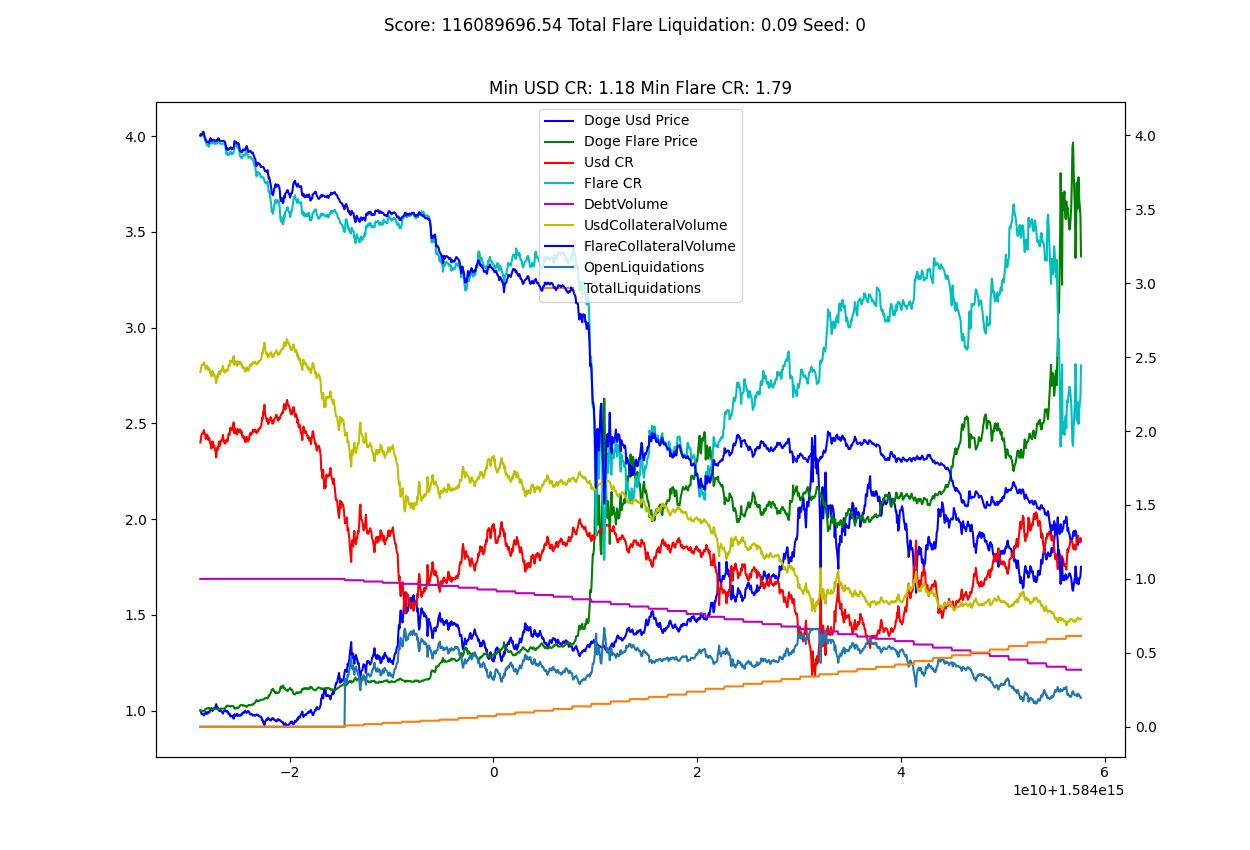 Score: 116089696.54 Total Flare Liquidation: 0.09 Seed: 0
Min USD CR: 1.18 Min Flare CR: 1.79
Doge Usd Price
Doge Flare Price
Usd CR
Flare CR
DebtVolume
UsdCollateralVolume
FlareCollateralVolume
OpenLiquidations
TotalLiquidations
4.0
3.5
3.0
2.5
2.0
1.5
1.0
4.0
3.5
3.0
2.5
2.0
1.5
1.0
0.5
0.0
−2 0 2 4 6
1e10+1.584e15